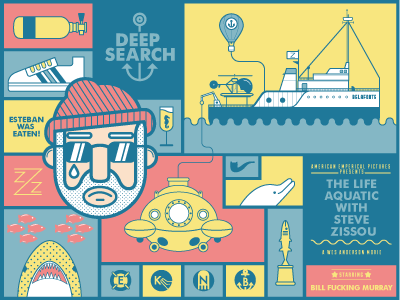 DEEP
SEARCH
Z
BELAFONTE
ESTEBAN
WAS
EATEN!
Z
Z
AMERICAN EMPERICAL PICTURES
PRESENTS
THE LIFE
AQUATIC
WITH
STEVE
ZISSOU
A WES ANDERSON MOVIE
STARRING
BILL FUCKING MURRAY
E
K
N
B